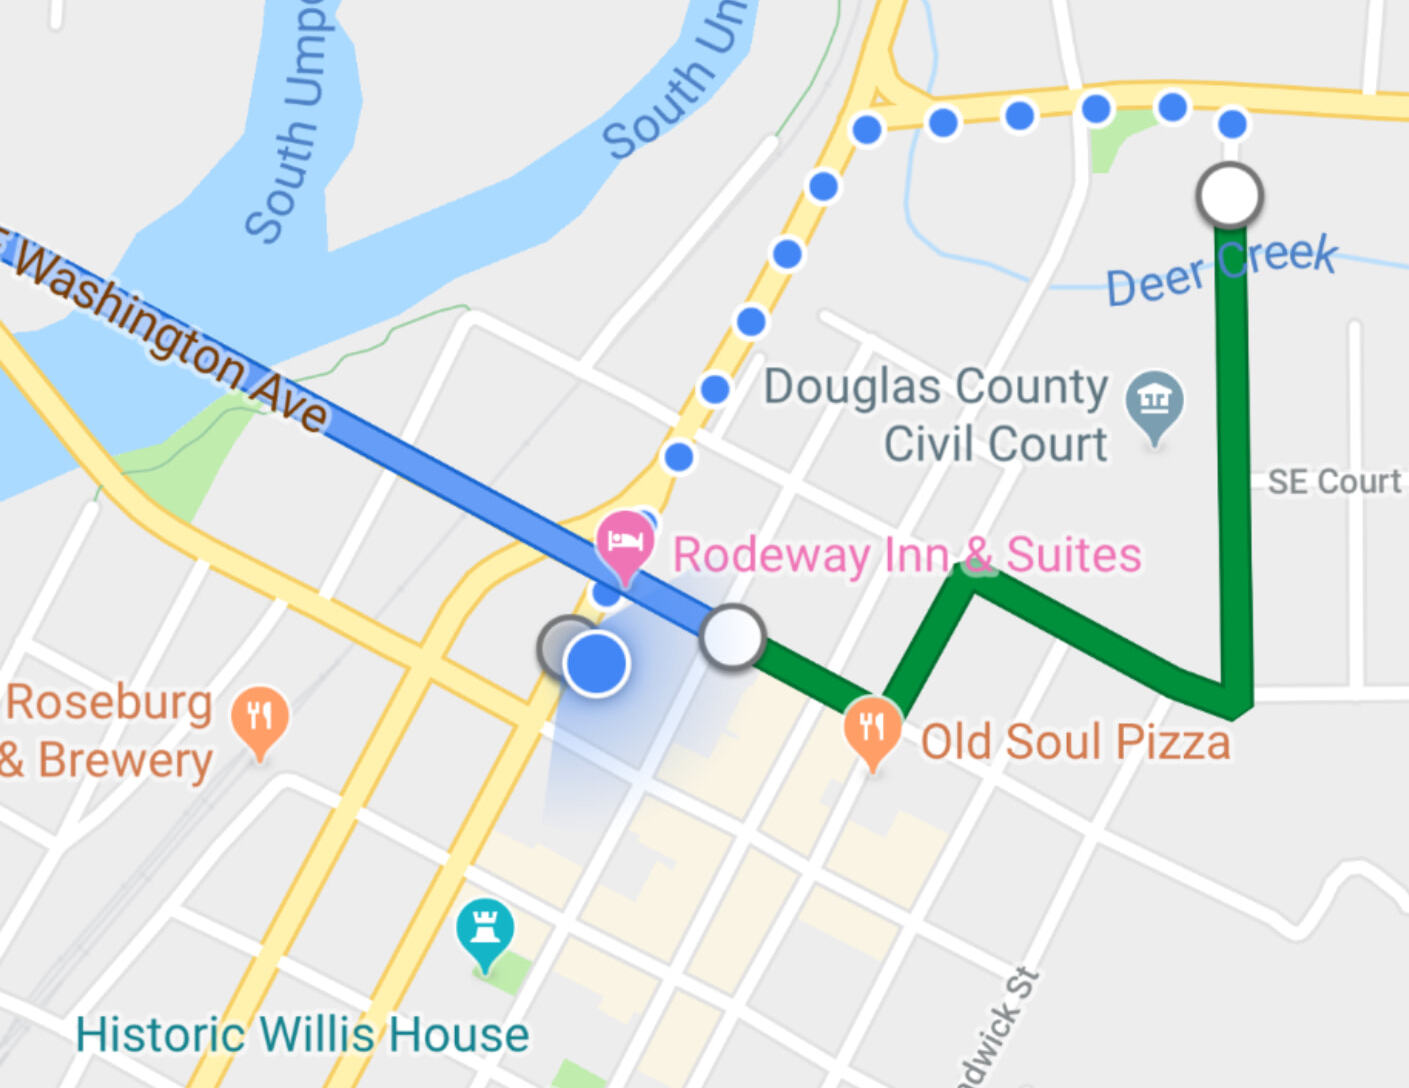 South Ump
South Un
Washington Ave
Deer Creek
Douglas County
Civil Court
SE Court
Rodeway Inn & Suites
Roseburg
& Brewery
Old Soul Pizza
Historic Willis House
adwick St